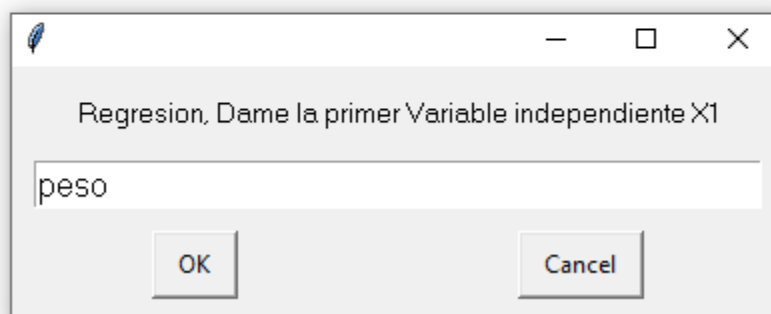 Regresion, Dame la primer Variable independiente X1
peso
OK Cancel